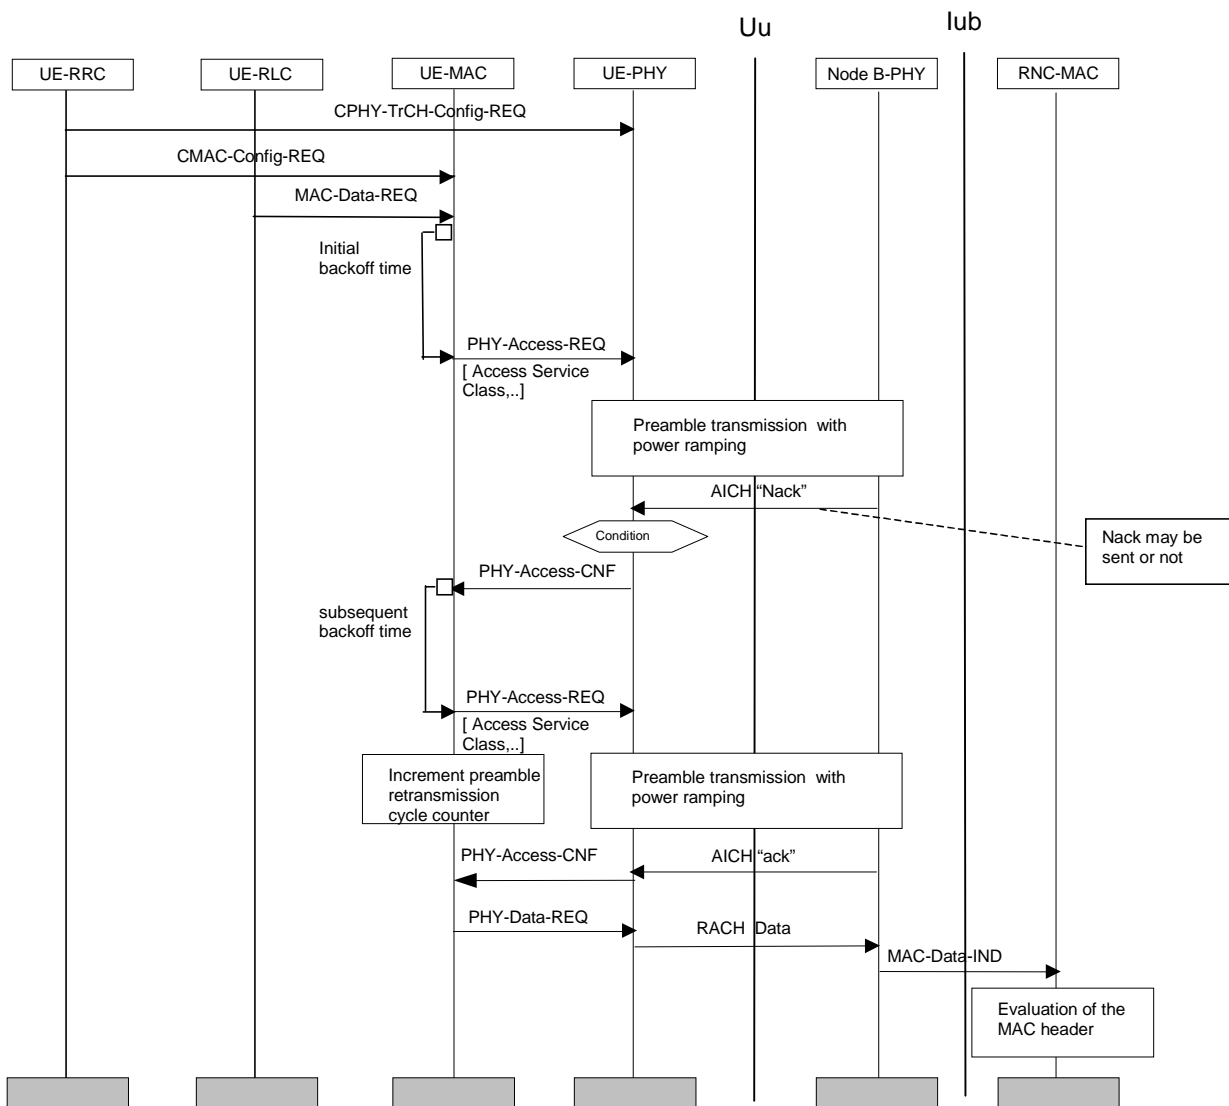 Uu
Iub
UE-RRC
UE-RLC
UE-MAC
UE-PHY
Node B-PHY
RNC-MAC
CPHY-TrCH-Config-REQ
CMAC-Config-REQ
MAC-Data-REQ
Initial
backoff time
PHY-Access-REQ
[ Access Service
Class,..]
Preamble transmission with
power ramping
AICH “Nack”
Condition
Nack may be
sent or not
PHY-Access-CNF
subsequent
backoff time
PHY-Access-REQ
[ Access Service
Class,..]
Increment preamble
retransmission
cycle counter
Preamble transmission with
power ramping
PHY-Access-CNF
AICH “ack”
PHY-Data-REQ
RACH Data
MAC-Data-IND
Evaluation of the
MAC header